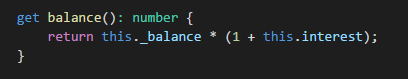 get balance(): number {
    return this._balance * (1 + this.interest);
}